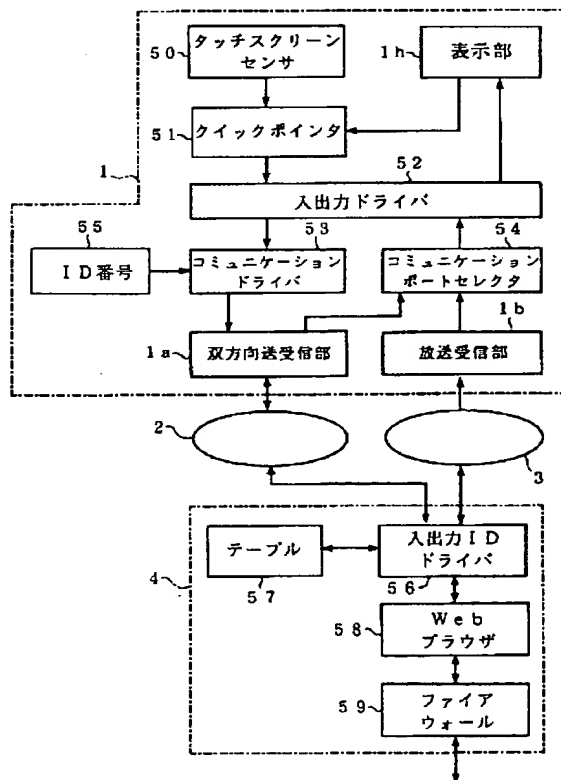 50
タッチスクリーン
センサ
1h
表示部
51
クイックポインタ
1
52
入出力ドライバ
55
ID番号
53
コミュニケーション
ドライバ
54
コミュニケーション
ポートセレクタ
1a
双方向送受信部
1b
放送受信部
2
3
4
テーブル
57
入出力ID
ドライバ
56
58
Web
ブラウザ
59
ファイア
ウォール